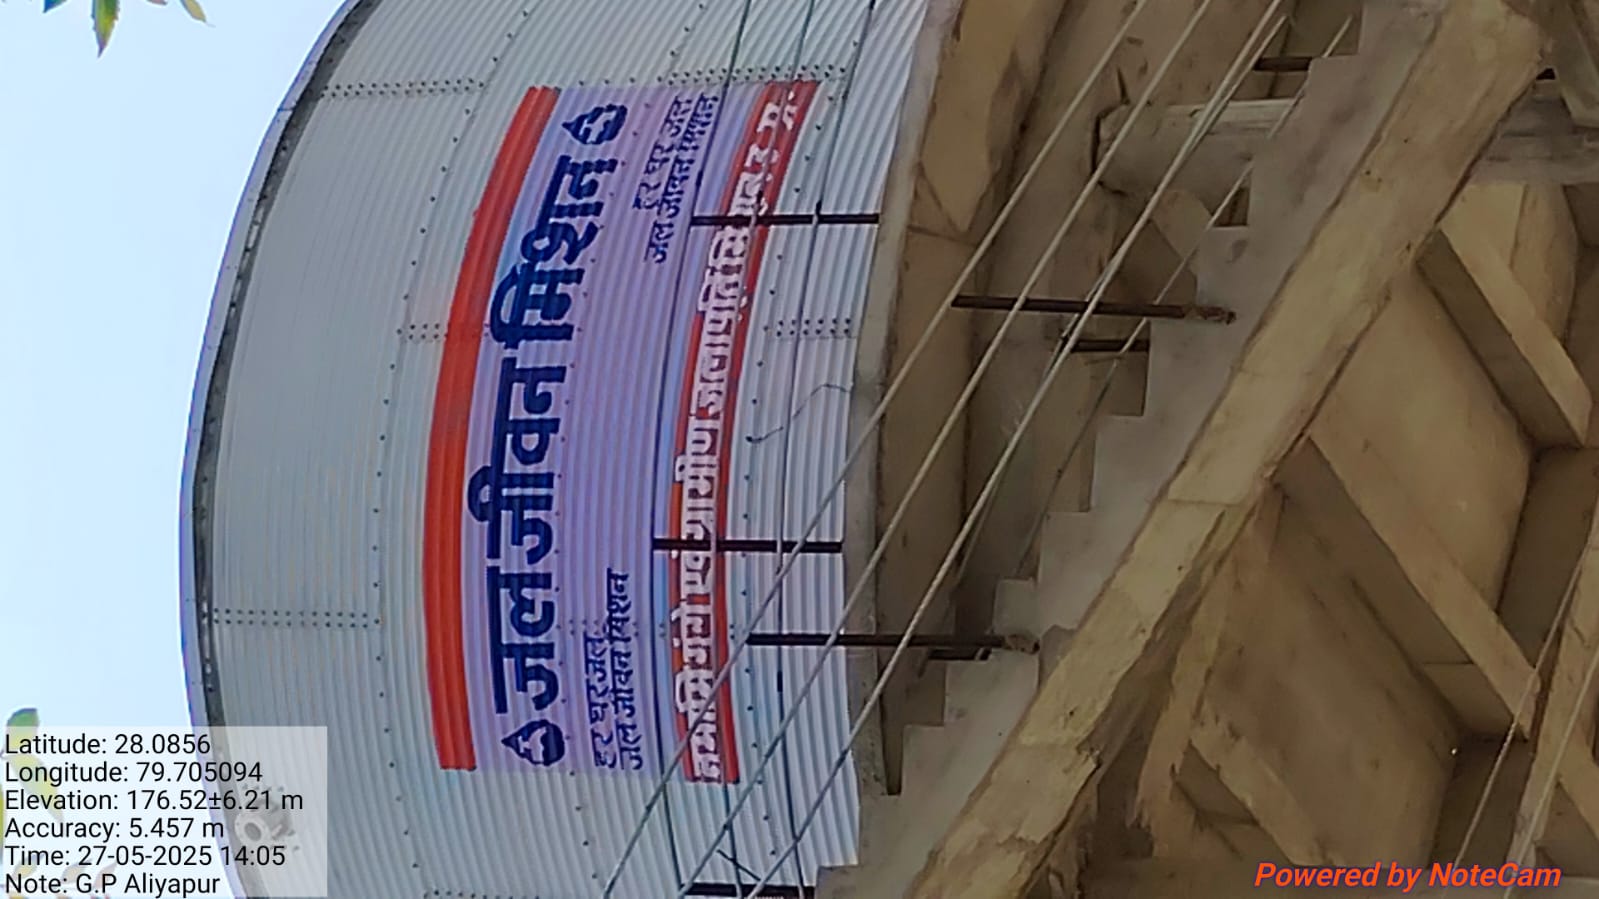 जल जीवन मिशन
हर घर जल
जल जीवन मिशन
हर घर जल
जल जीवन मिशन
नमामि गंगे एवं ग्रामीण जलापूर्ति विभाग उ.प्र.
Latitude: 28.0856
Longitude: 79.705094
Elevation: 176.52±6.21 m
Accuracy: 5.457 m
Time: 27-05-2025 14:05
Note: G.P Aliyapur
Powered by NoteCam